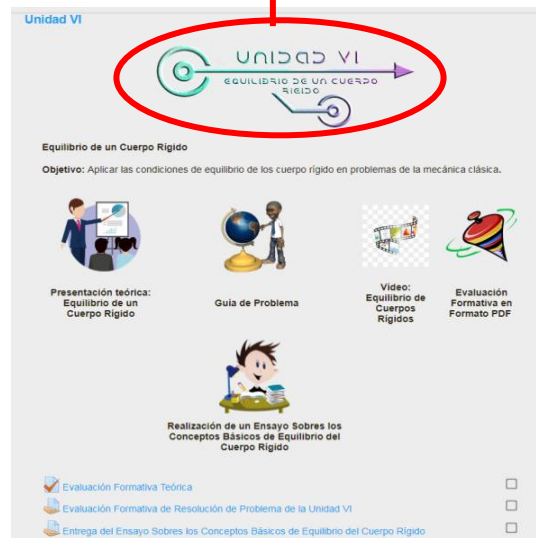 Unidad VI
UNIDAD VI
EQUILIBRIO DE UN CUERPO
RIGIDO
Equilibrio de un Cuerpo Rígido
Objetivo: Aplicar las condiciones de equilibrio de los cuerpo rígido en problemas de la mecánica clásica.
Presentación teórica:
Equilibrio de un
Cuerpo Rígido
Guía de Problema
Video:
Equilibrio de
Cuerpos
Rígidos
Evaluación
Formativa en
Formato PDF
Realización de un Ensayo Sobres los
Conceptos Básicos de Equilibrio del
Cuerpo Rígido
Evaluación Formativa Teórica
Evaluación Formativa de Resolución de Problema de la Unidad VI
Entrega del Ensayo Sobres los Conceptos Básicos de Equilibrio del Cuerpo Rígido